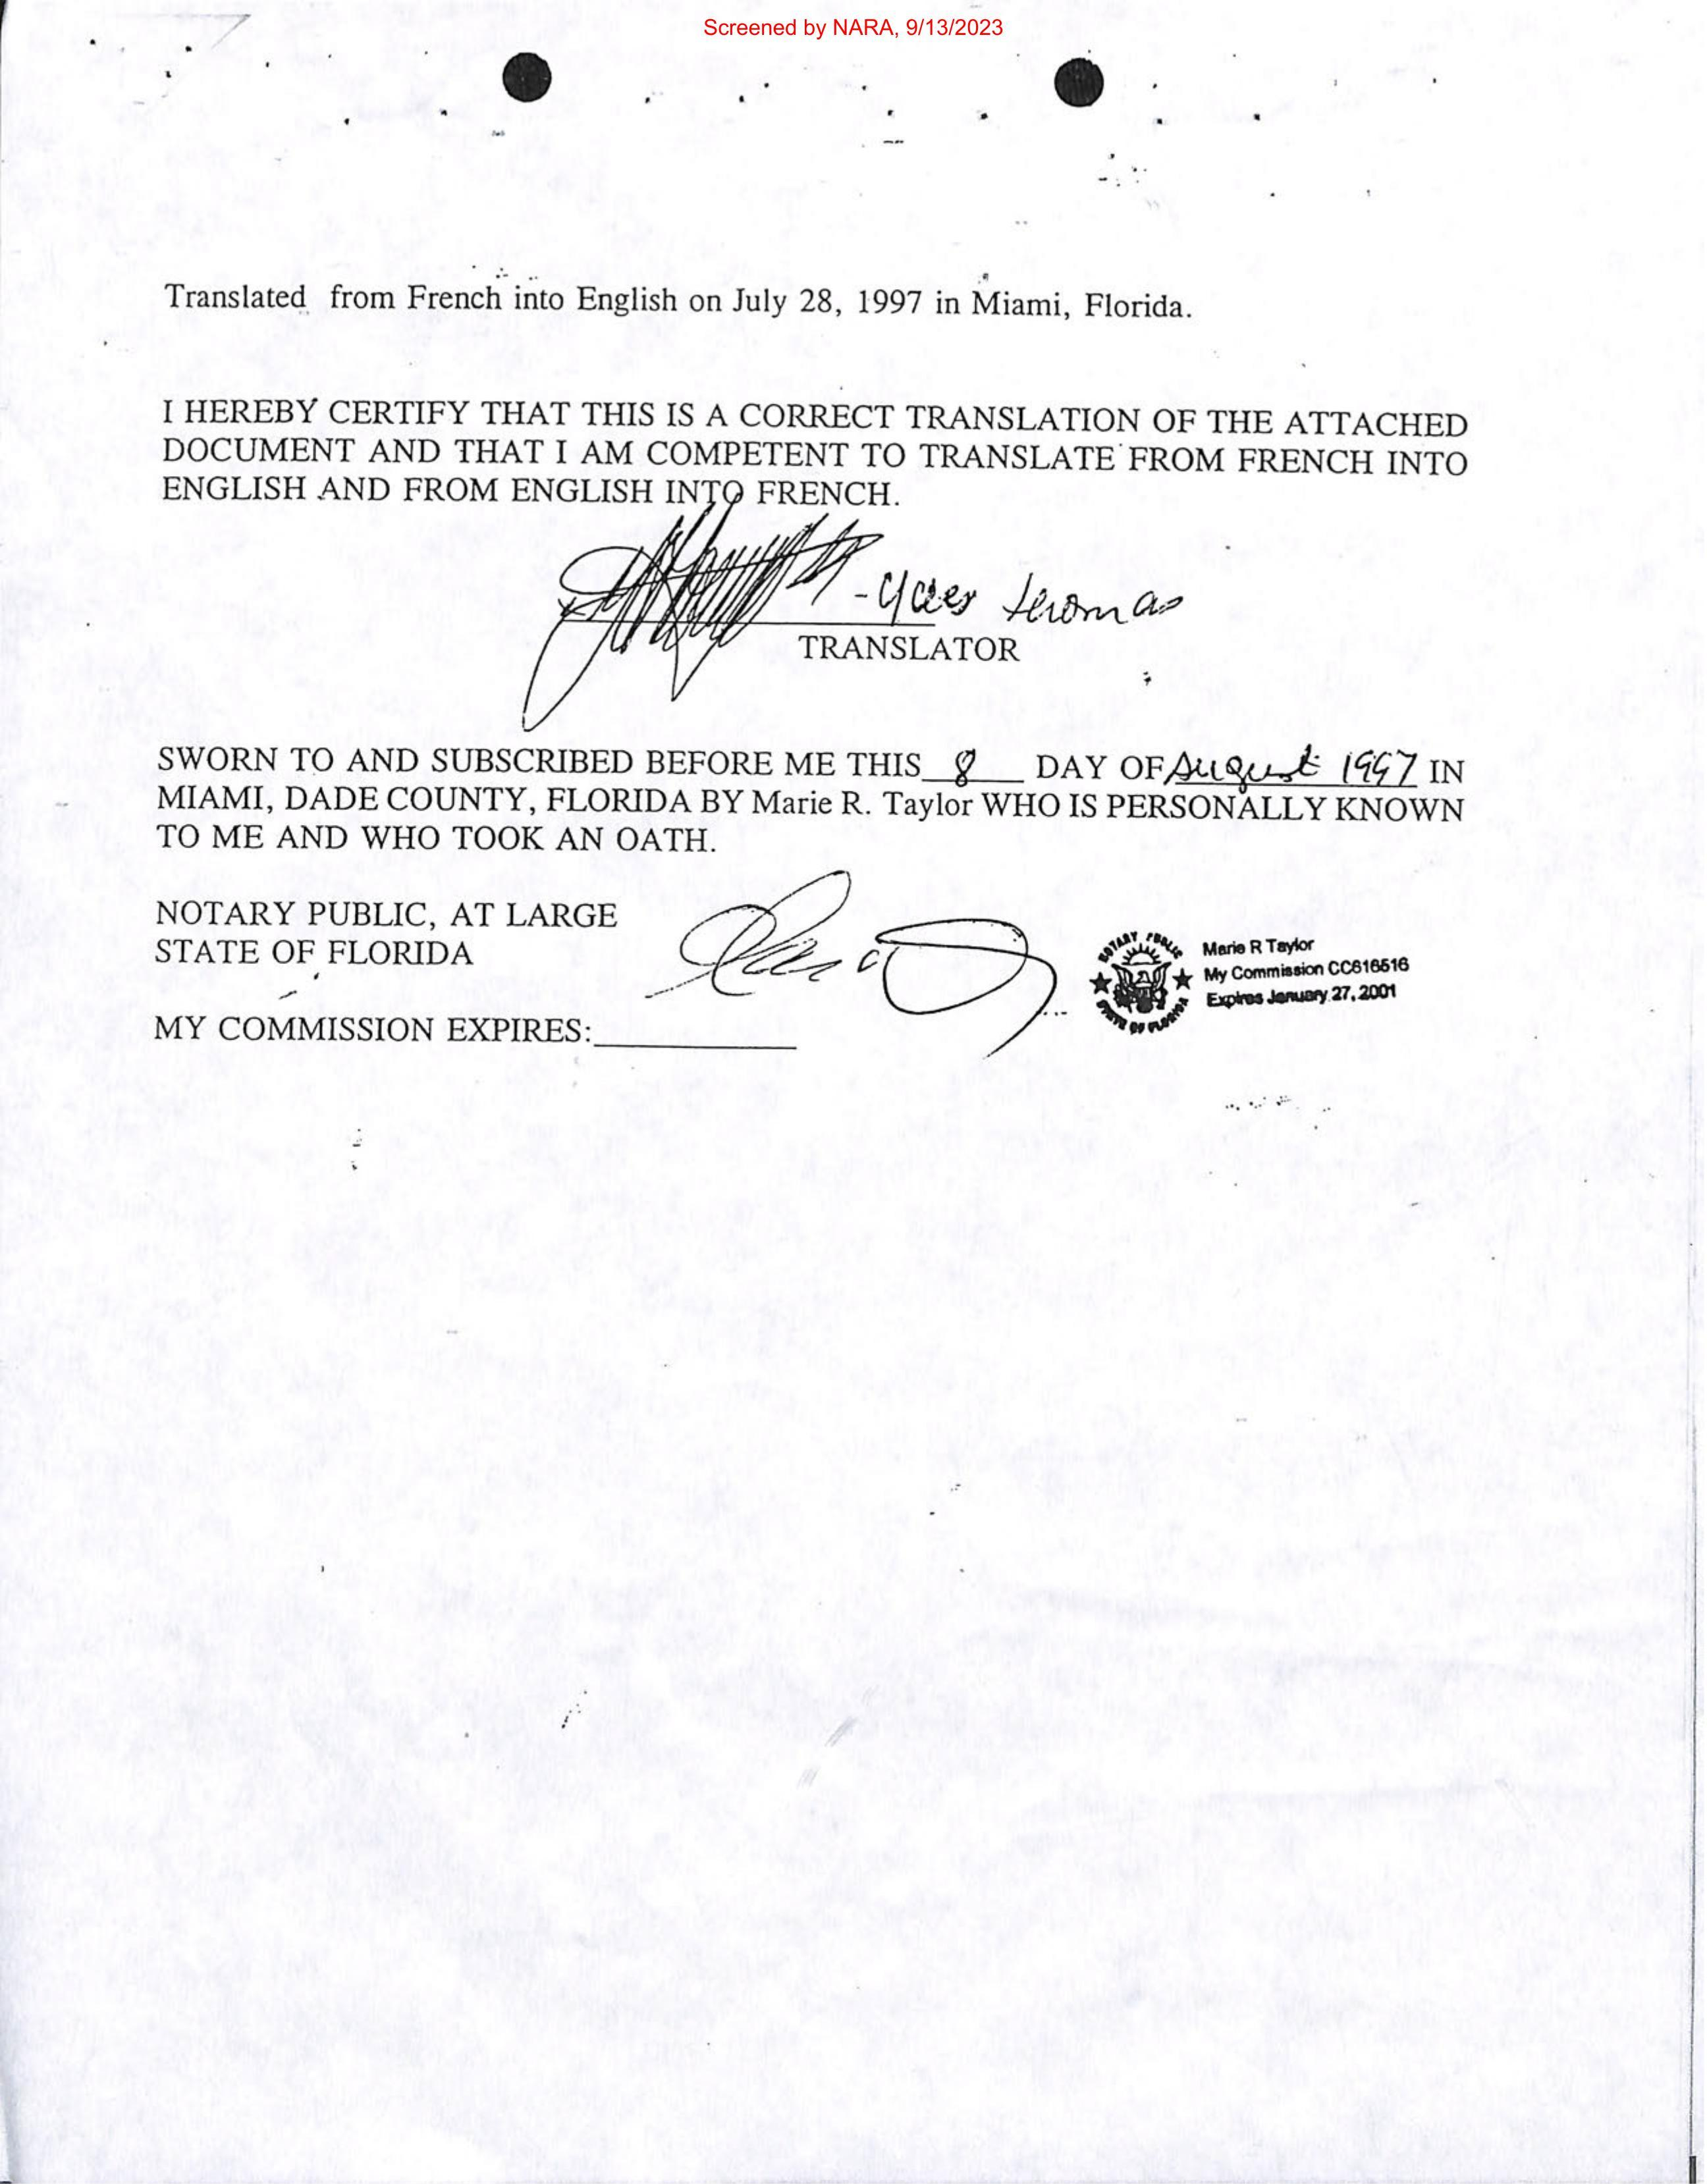 Screened by NARA, 9/13/2023
Translated from French into English on July 28, 1997 in Miami, Florida.
I HEREBY CERTIFY THAT THIS IS A CORRECT TRANSLATION OF THE ATTACHED
DOCUMENT AND THAT I AM COMPETENT TO TRANSLATE FROM FRENCH INTO
ENGLISH AND FROM ENGLISH INTO FRENCH.
- Yves Thomas
TRANSLATOR
SWORN TO AND SUBSCRIBED BEFORE ME THIS 8 DAY OF August 1997 IN
MIAMI, DADE COUNTY, FLORIDA BY Marie R. Taylor WHO IS PERSONALLY KNOWN
TO ME AND WHO TOOK AN OATH.
NOTARY PUBLIC, AT LARGE
STATE OF FLORIDA
NOTARY PUBLIC
STATE OF FLORIDA
Marie R Taylor
My Commission CC616516
Expires January 27, 2001
MY COMMISSION EXPIRES: